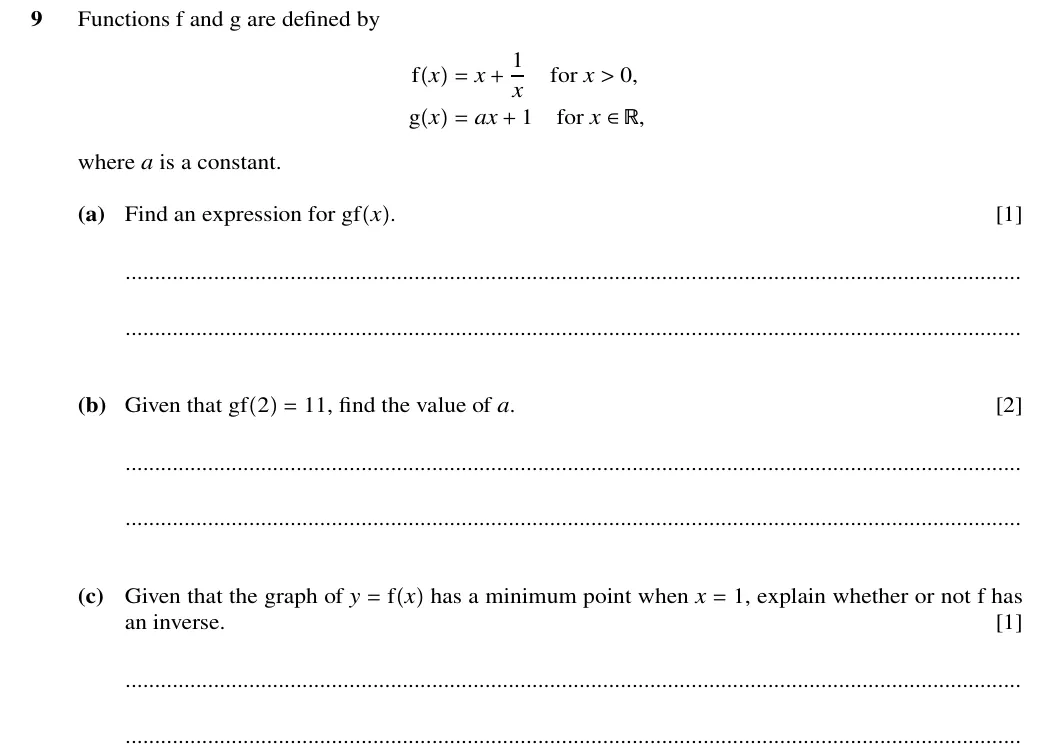 9 Functions f and g are defined by
f(x) = x + 1/x for x > 0,
g(x) = ax + 1 for x ∈ ℝ,
where a is a constant.
(a) Find an expression for gf(x). [1]
(b) Given that gf(2) = 11, find the value of a. [2]
(c) Given that the graph of y = f(x) has a minimum point when x = 1, explain whether or not f has
an inverse. [1]